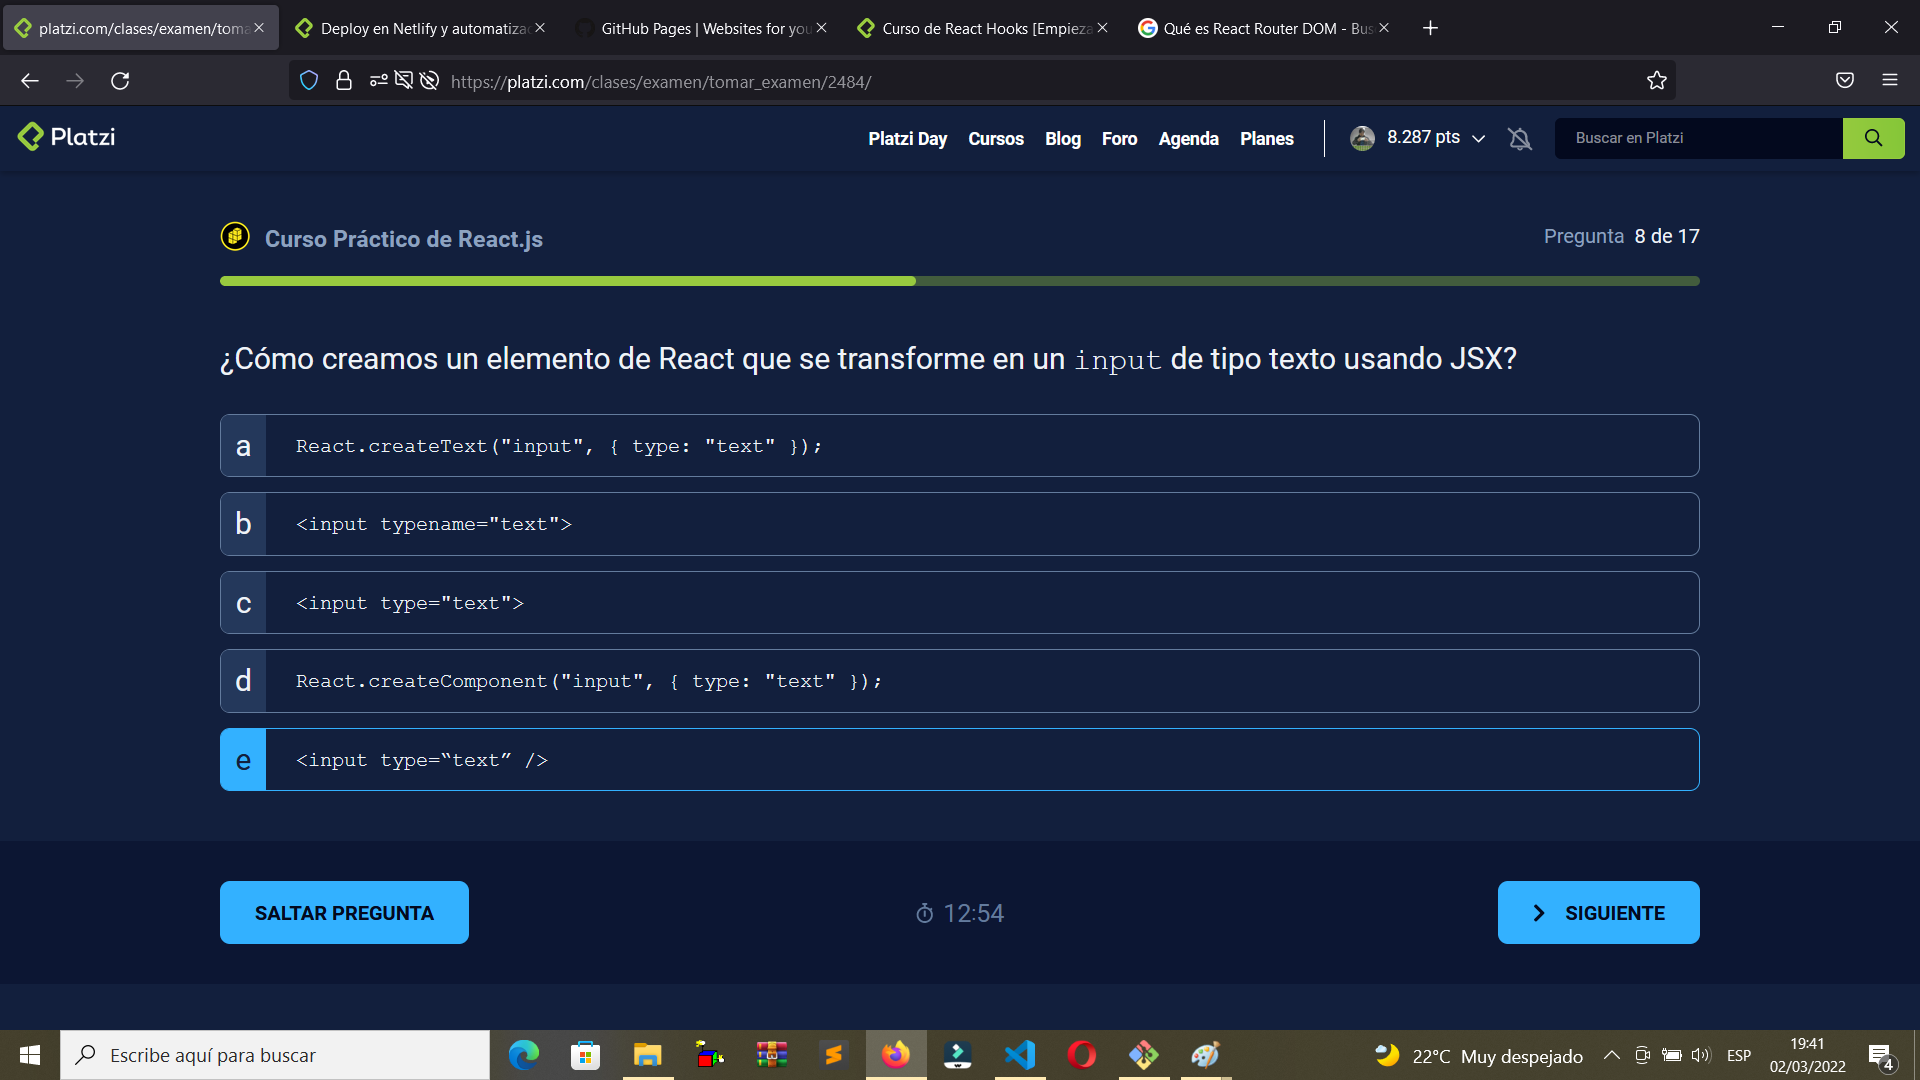 platzi.com/clases/examen/toma
Deploy en Netlify y automatizac
GitHub Pages | Websites for you
Curso de React Hooks [Empieza
Qué es React Router DOM - Bus
https://platzi.com/clases/examen/tomar_examen/2484/
Platzi
Platzi Day Cursos Blog Foro Agenda Planes
8.287 pts
Buscar en Platzi
Curso Práctico de React.js
Pregunta 8 de 17
¿Cómo creamos un elemento de React que se transforme en un input de tipo texto usando JSX?
a React.createText("input", { type: "text" });
b <input typename="text">
c <input type="text">
d React.createComponent("input", { type: "text" });
e <input type=“text” />
SALTAR PREGUNTA
12:54
SIGUIENTE
Escribe aquí para buscar
22°C Muy despejado
ESP
19:41
02/03/2022
4